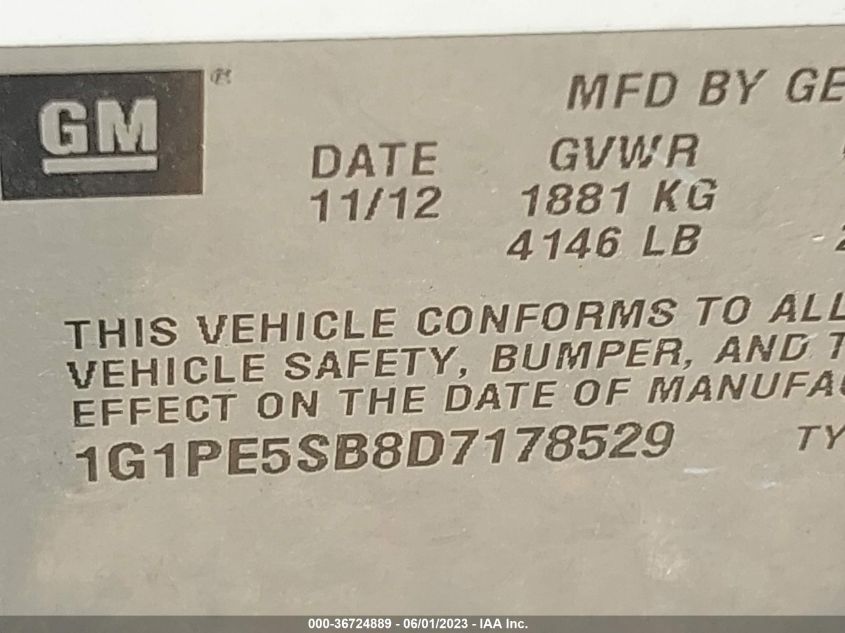 GM ®
MFD BY GE
DATE GVWR
11/12 1881 KG
4146 LB
THIS VEHICLE CONFORMS TO ALL
VEHICLE SAFETY, BUMPER, AND T
EFFECT ON THE DATE OF MANUFAC
1G1PE5SB8D7178529 TY
000-36724889 - 06/01/2023 - IAA Inc.